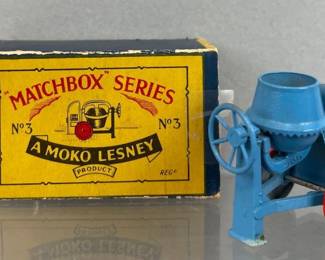 "MATCHBOX" SERIES
Nº3 Nº3
A MOKO LESNEY
PRODUCT
REGD